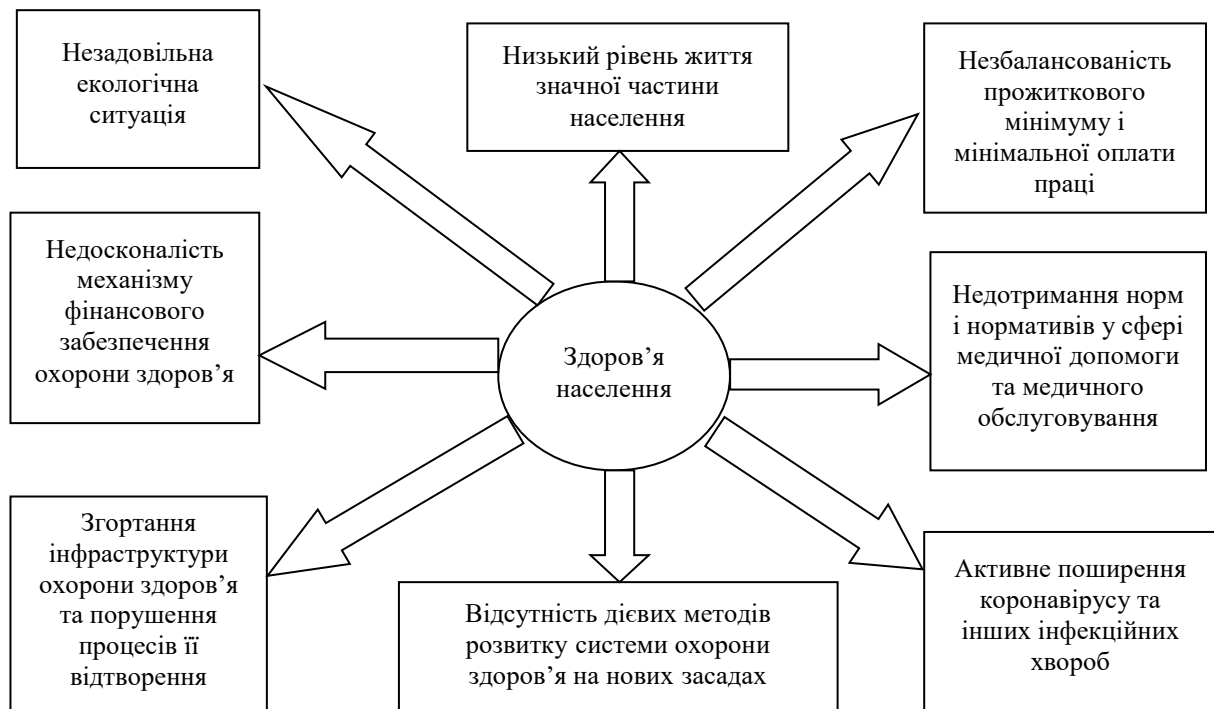 Незадовільна
екологічна
ситуація
Низький рівень життя
значної частини
населення
Незбалансованість
прожиткового
мінімуму і
мінімальної оплати
праці
Недосконалість
механізму
фінансового
забезпечення
охорони здоров’я
Здоров’я
населення
Недотримання норм
і нормативів у сфері
медичної допомоги
та медичного
обслуговування
Згортання
інфраструктури
охорони здоров’я
та порушення
процесів її
відтворення
Відсутність дієвих методів
розвитку системи охорони
здоров’я на нових засадах
Активне поширення
коронавірусу та
інших інфекційних
хвороб